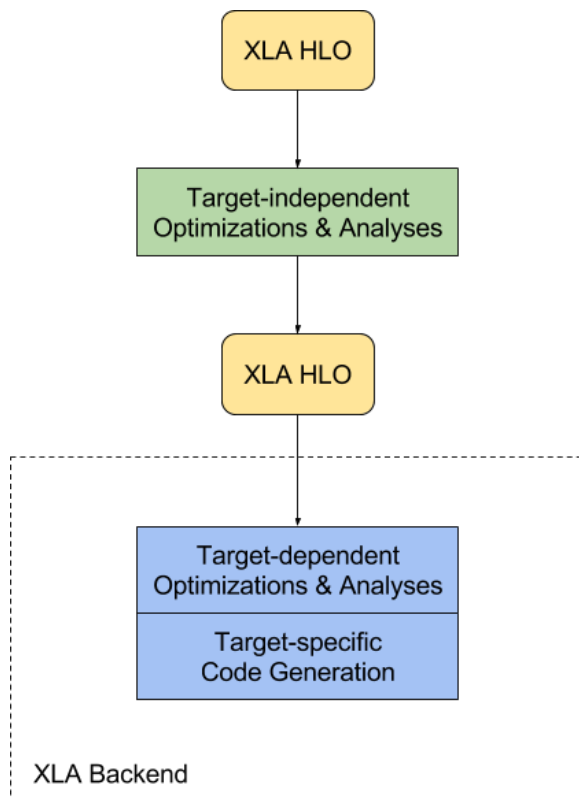 XLA HLO
Target-independent
Optimizations & Analyses
XLA HLO
Target-dependent
Optimizations & Analyses
Target-specific
Code Generation
XLA Backend